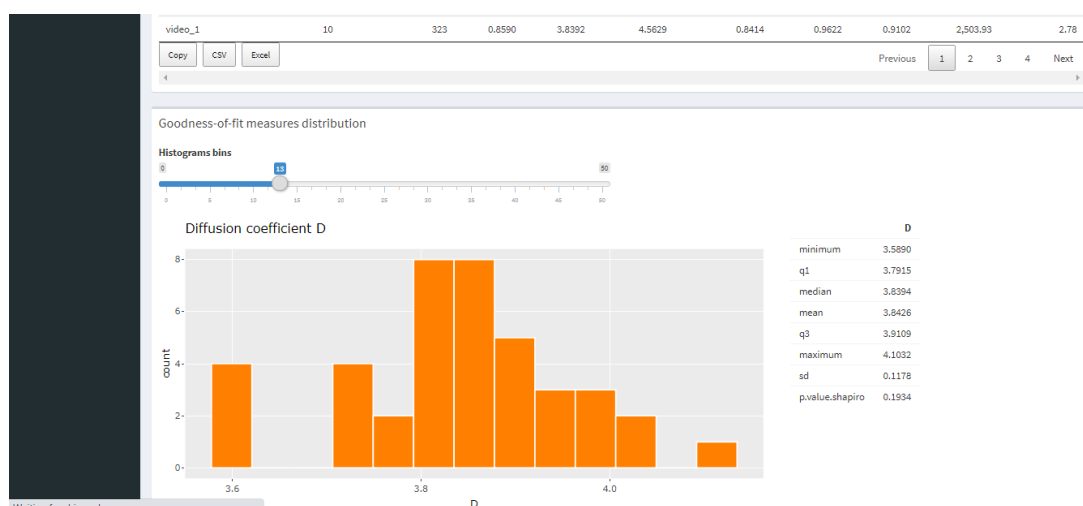 video_1 10 323 0.8590 3.8392 4.5629 0.8414 0.9622 0.9102 2,503.93 2.78
Copy CSV Excel Previous 1 2 3 4 Next
Goodness-of-fit measures distribution
Histograms bins
0 13 50
0 5 10 15 20 25 30 35 40 45 50
Diffusion coefficient D
8
6
4
2
0
count
3.6 3.8 4.0
D
D
minimum 3.5890
q1 3.7915
median 3.8394
mean 3.8426
q3 3.9109
maximum 4.1032
sd 0.1178
p.value.shapiro 0.1934